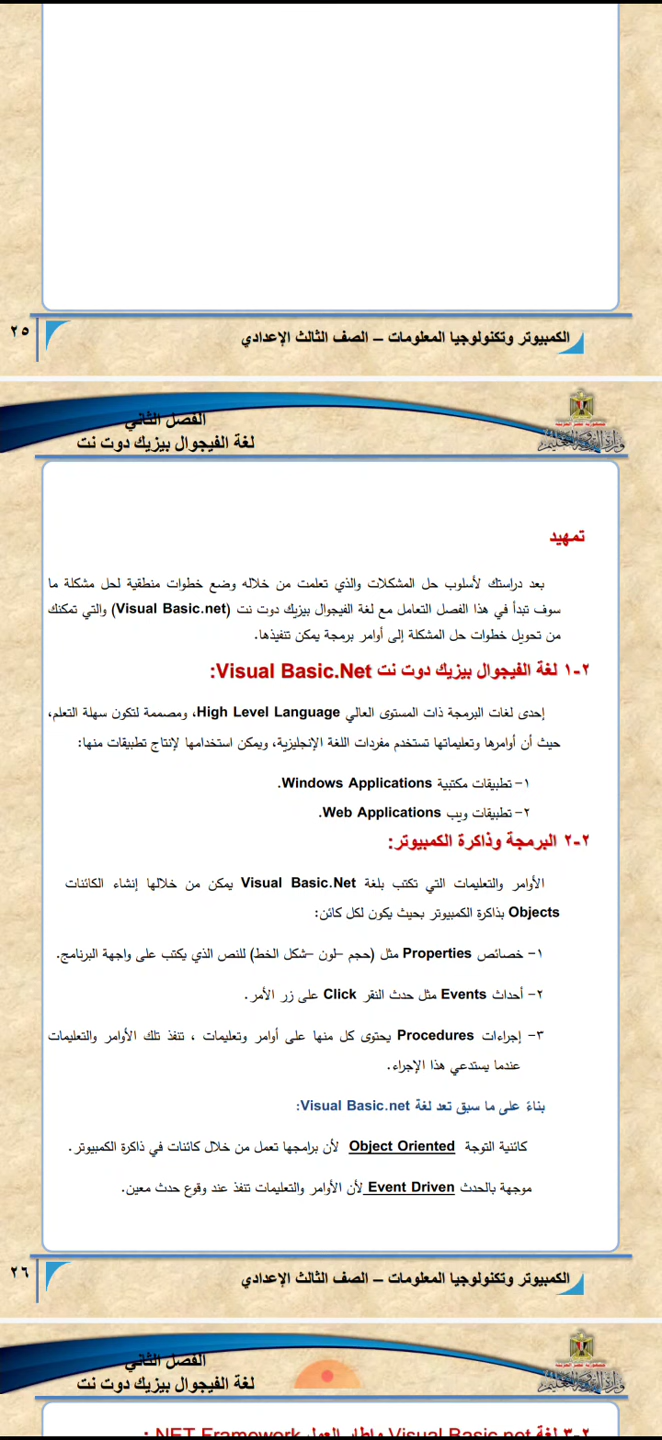 الكمبيوتر وتكنولوجيا المعلومات – الصف الثالث الإعدادي
٢٥
الفصل الثاني
لغة الفيجوال بيزيك دوت نت
تمهيد
بعد دراستك لأسلوب حل المشكلات والذي تعلمت من خلاله وضع خطوات منطقية لحل مشكلة ما
سوف تبدأ في هذا الفصل التعامل مع لغة الفيجوال بيزيك دوت نت (Visual Basic.net) والتي تمكنك
من تحويل خطوات حل المشكلة إلى أوامر برمجة يمكن تنفيذها.
٢-١ لغة الفيجوال بيزيك دوت نت Visual Basic.Net:
إحدى لغات البرمجة ذات المستوى العالي High Level Language، ومصممة لتكون سهلة التعلم،
حيث أن أوامرها وتعليماتها تستخدم مفردات اللغة الإنجليزية، ويمكن استخدامها لإنتاج تطبيقات منها:
١- تطبيقات مكتبية Windows Applications.
٢- تطبيقات ويب Web Applications.
٢-٢ البرمجة وذاكرة الكمبيوتر:
الأوامر والتعليمات التي تكتب بلغة Visual Basic.Net يمكن من خلالها إنشاء الكائنات
Objects بذاكرة الكمبيوتر بحيث يكون لكل كائن:
١- خصائص Properties مثل (حجم –لون –شكل الخط) للنص الذي يكتب على واجهة البرنامج.
٢- أحداث Events مثل حدث النقر Click على زر الأمر.
٣- إجراءات Procedures يحتوى كل منها على أوامر وتعليمات ، تنفذ تلك الأوامر والتعليمات
عندما يستدعي هذا الإجراء.
بناءً على ما سبق تعد لغة Visual Basic.net:
كائنية التوجة Object Oriented لأن برامجها تعمل من خلال كائنات في ذاكرة الكمبيوتر.
موجهة بالحدث Event Driven لأن الأوامر والتعليمات تنفذ عند وقوع حدث معين.
الكمبيوتر وتكنولوجيا المعلومات – الصف الثالث الإعدادي
٢٦
الفصل الثاني
لغة الفيجوال بيزيك دوت نت
٢-٣ لغة Visual Basic.net وإطار العمل NET Framework. :